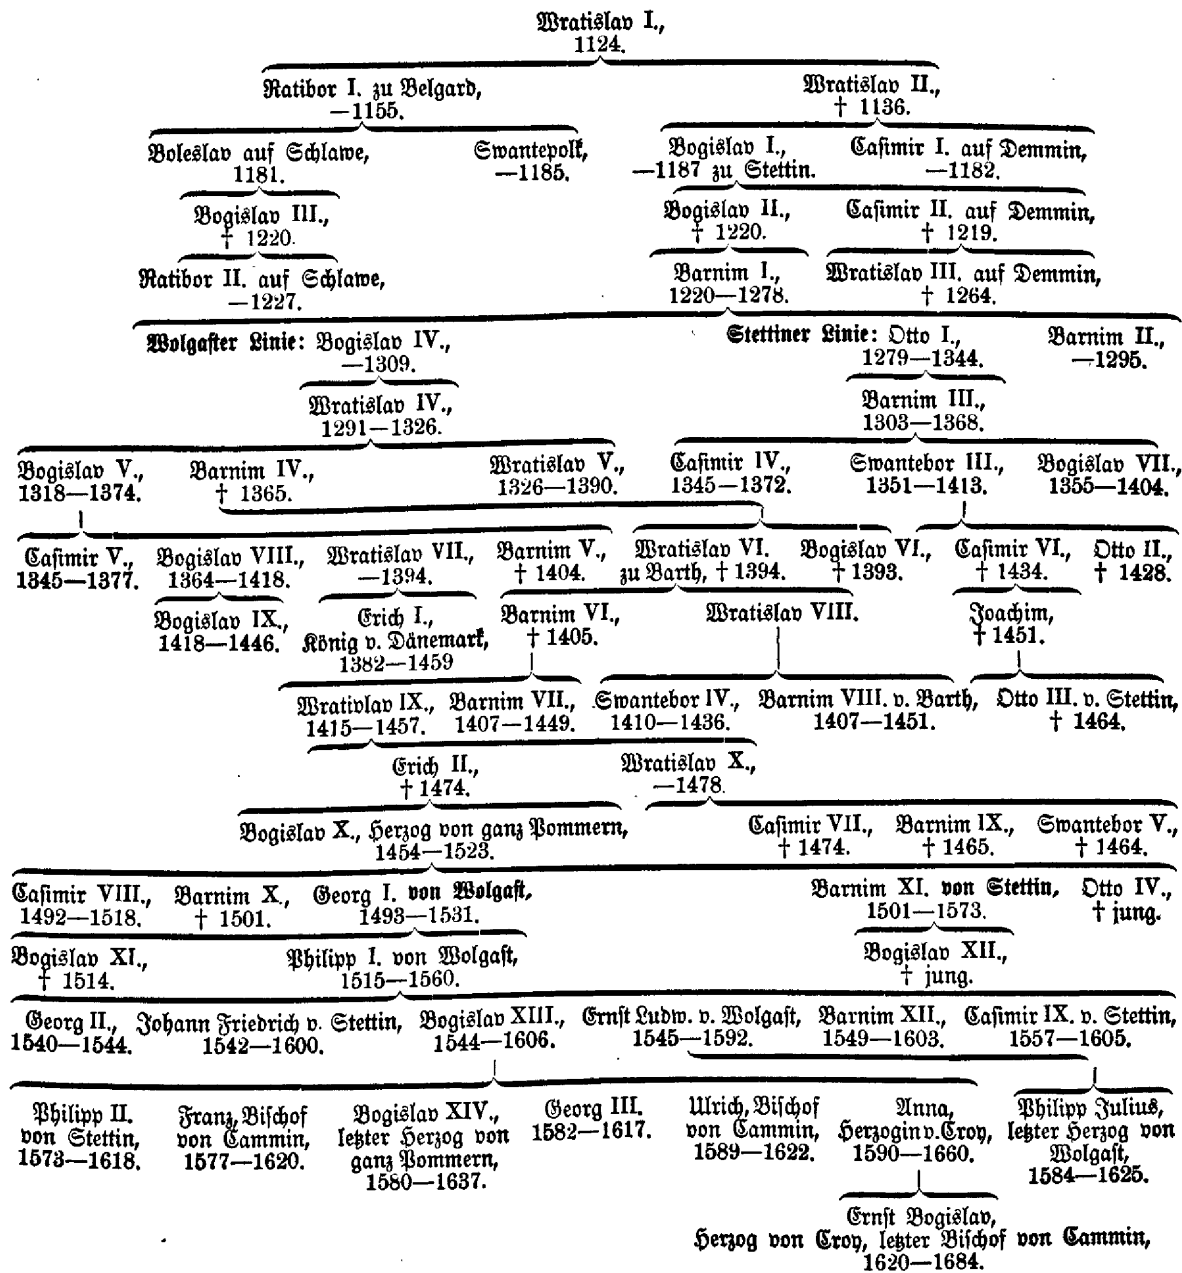 Wratislav I.,
1124.
Ratibor I. zu Belgard,
—1155.
Wratislav II.,
† 1136.
Boleslav auf Schlawe,
1181.
Swantepolk,
—1185.
Bogislav I.,
—1187 zu Stettin.
Casimir I. auf Demmin,
—1182.
Bogislav III.,
† 1220.
Bogislav II.,
† 1220.
Casimir II. auf Demmin,
† 1219.
Ratibor II. auf Schlawe,
—1227.
Barnim I.,
1220—1278.
Wratislav III. auf Demmin,
† 1264.
Wolgaster Linie: Bogislav IV.,
—1309.
Stettiner Linie: Otto I.,
1279—1344.
Barnim II.,
—1295.
Wratislav IV.,
1291—1326.
Barnim III.,
1303—1368.
Bogislav V.,
1318—1374.
Barnim IV.,
† 1365.
Wratislav V.,
1326—1390.
Casimir IV.,
1345—1372.
Swantebor III.,
1351—1413.
Bogislav VII.,
1355—1404.
Casimir V.,
1345—1377.
Bogislav VIII.,
1364—1418.
Wratislav VII.,
—1394.
Barnim V.,
† 1404.
Wratislav VI.
zu Barth, † 1394.
Bogislav VI.,
† 1393.
Casimir VI.,
† 1434.
Otto II.,
† 1428.
Bogislav IX.,
1418—1446.
Erich I.,
König v. Dänemark,
1382—1459
Barnim VI.,
† 1405.
Wratislav VIII.
Joachim,
† 1451.
Wrativlav IX.,
1415—1457.
Barnim VII.,
1407—1449.
Swantebor IV.,
1410—1436.
Barnim VIII. v. Barth,
1407—1451.
Otto III. v. Stettin,
† 1464.
Erich II.,
† 1474.
Wratislav X.,
—1478.
Bogislav X., Herzog von ganz Pommern,
1454—1523.
Casimir VII.,
† 1474.
Barnim IX.,
† 1465.
Swantebor V.,
† 1464.
Casimir VIII.,
1492—1518.
Barnim X.,
† 1501.
Georg I. von Wolgast,
1493—1531.
Barnim XI. von Stettin,
1501—1573.
Otto IV.,
† jung.
Bogislav XI.,
† 1514.
Philipp I. von Wolgast,
1515—1560.
Bogislav XII.,
† jung.
Georg II.,
1540—1544.
Johann Friedrich v. Stettin,
1542—1600.
Bogislav XIII.,
1544—1606.
Ernst Ludw. v. Wolgast,
1545—1592.
Barnim XII.,
1549—1603.
Casimir IX. v. Stettin,
1557—1605.
Philipp II.
von Stettin,
1573—1618.
Franz, Bischof
von Cammin,
1577—1620.
Bogislav XIV.,
letzter Herzog von
ganz Pommern,
1580—1637.
Georg III.
1582—1617.
Ulrich, Bischof
von Cammin,
1589—1622.
Anna,
Herzogin v. Croy,
1590—1660.
Philipp Julius,
letzter Herzog von
Wolgast,
1584—1625.
Ernst Bogislav,
Herzog von Croy, letzter Bischof von Cammin,
1620—1684.